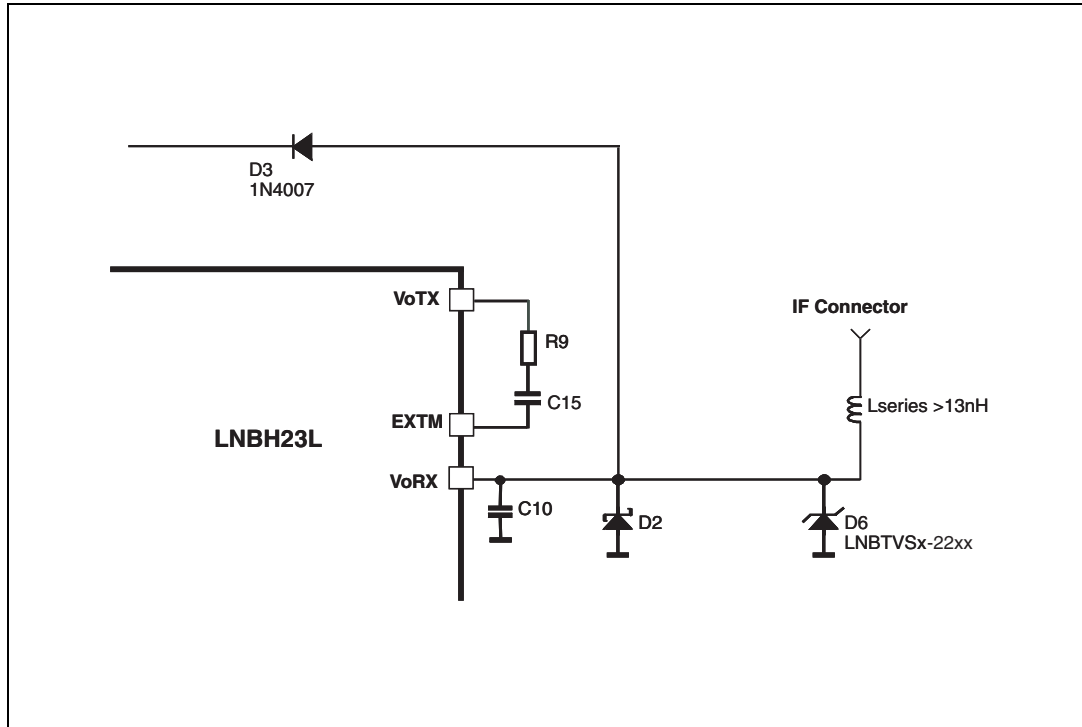 D3
1N4007
VoTX
R9
C15
EXTM
LNBH23L
VoRX
C10
D2
IF Connector
Lseries >13nH
D6
LNBTVSx-22xx